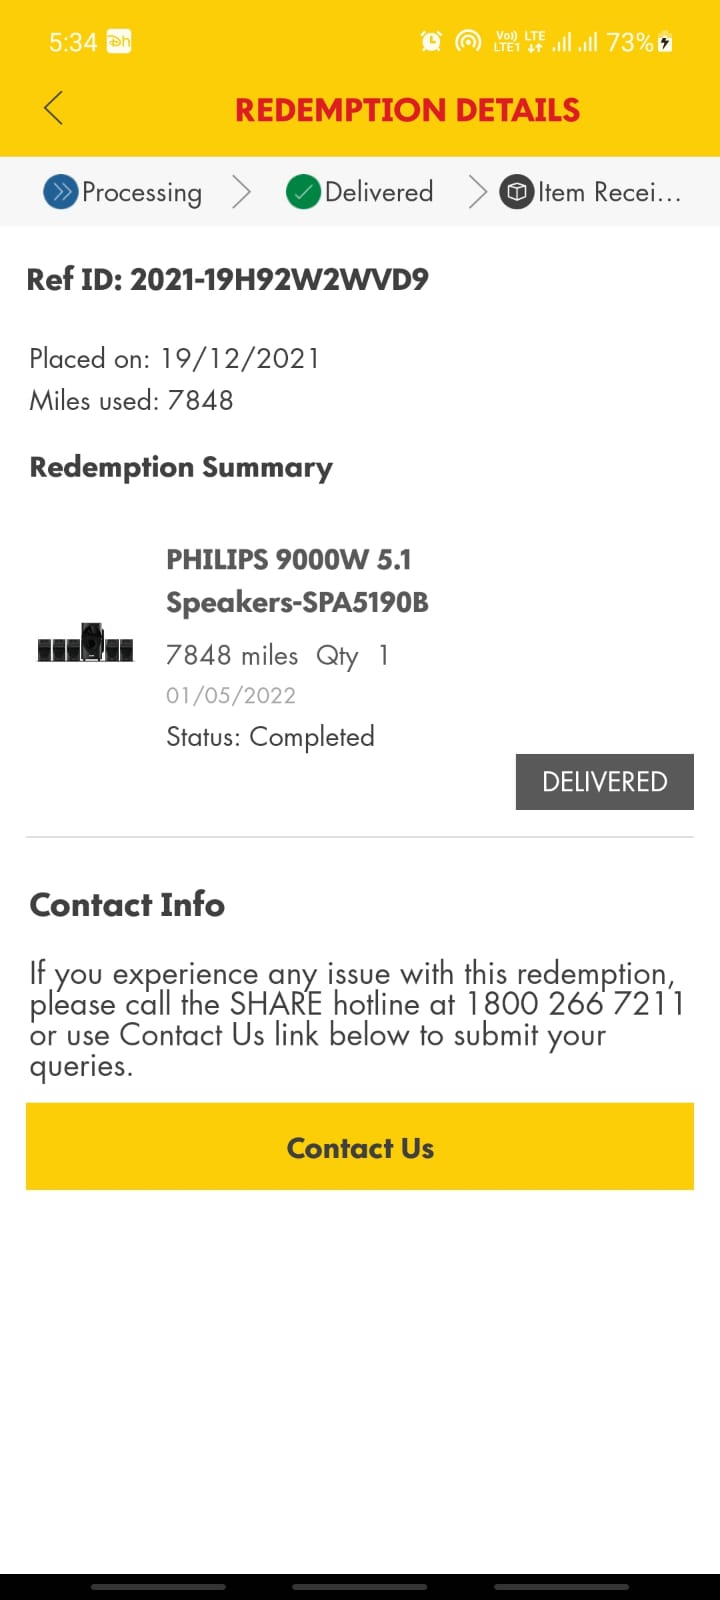 5:34
Vo)) LTE
LTE1
73%
REDEMPTION DETAILS
Processing
Delivered
Item Recei...
Ref ID: 2021-19H92W2WVD9
Placed on: 19/12/2021
Miles used: 7848
Redemption Summary
PHILIPS 9000W 5.1
Speakers-SPA5190B
7848 miles Qty 1
01/05/2022
Status: Completed
DELIVERED
Contact Info
If you experience any issue with this redemption,
please call the SHARE hotline at 1800 266 7211
or use Contact Us link below to submit your
queries.
Contact Us